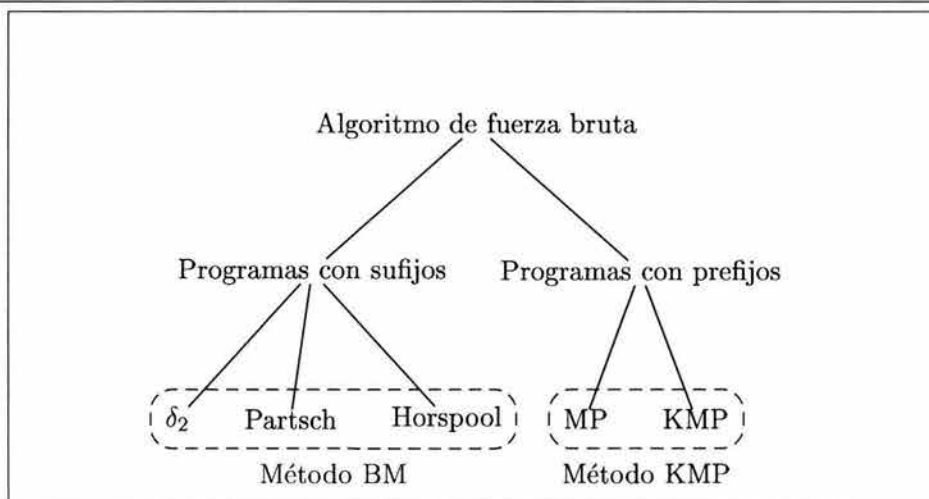 Algoritmo de fuerza bruta
Programas con sufijos Programas con prefijos
δ₂ Partsch Horspool MP KMP
Método BM Método KMP